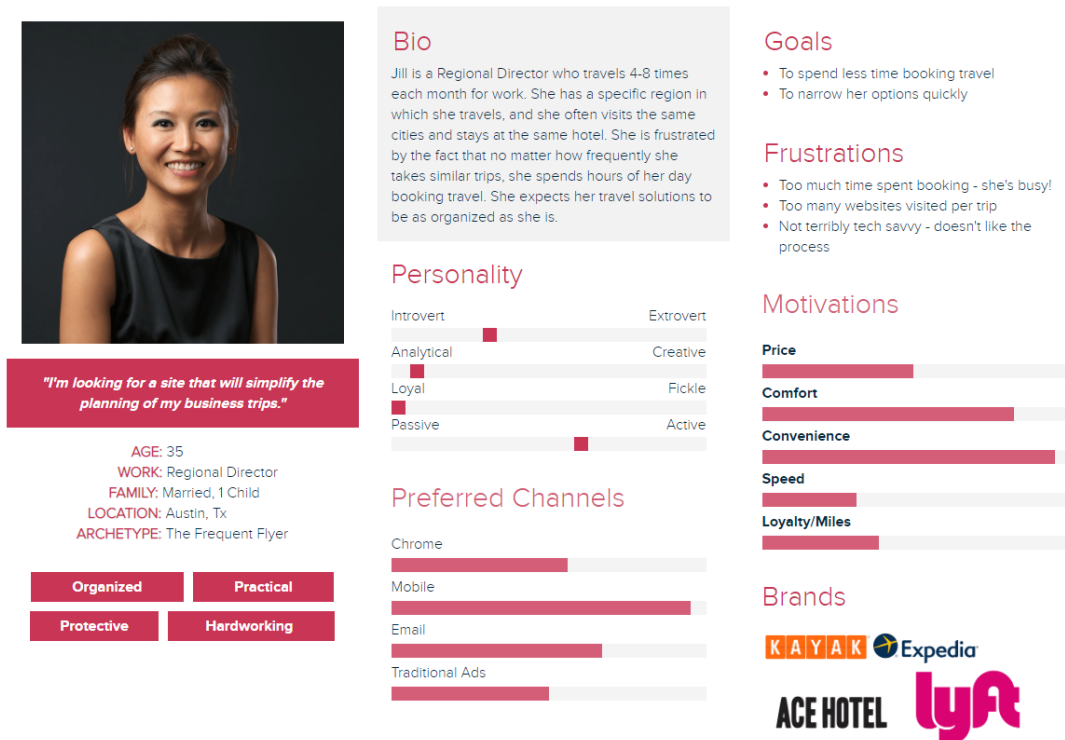 "I'm looking for a site that will simplify the
planning of my business trips."
AGE: 35
WORK: Regional Director
FAMILY: Married, 1 Child
LOCATION: Austin, Tx
ARCHETYPE: The Frequent Flyer
Organized Practical
Protective Hardworking
Bio
Jill is a Regional Director who travels 4-8 times
each month for work. She has a specific region in
which she travels, and she often visits the same
cities and stays at the same hotel. She is frustrated
by the fact that no matter how frequently she
takes similar trips, she spends hours of her day
booking travel. She expects her travel solutions to
be as organized as she is.
Personality
Introvert Extrovert
Analytical Creative
Loyal Fickle
Passive Active
Preferred Channels
Chrome
Mobile
Email
Traditional Ads
Goals
• To spend less time booking travel
• To narrow her options quickly
Frustrations
• Too much time spent booking - she's busy!
• Too many websites visited per trip
• Not terribly tech savvy - doesn't like the
process
Motivations
Price
Comfort
Convenience
Speed
Loyalty/Miles
Brands
KAYAK Expedia
ACE HOTEL lyft